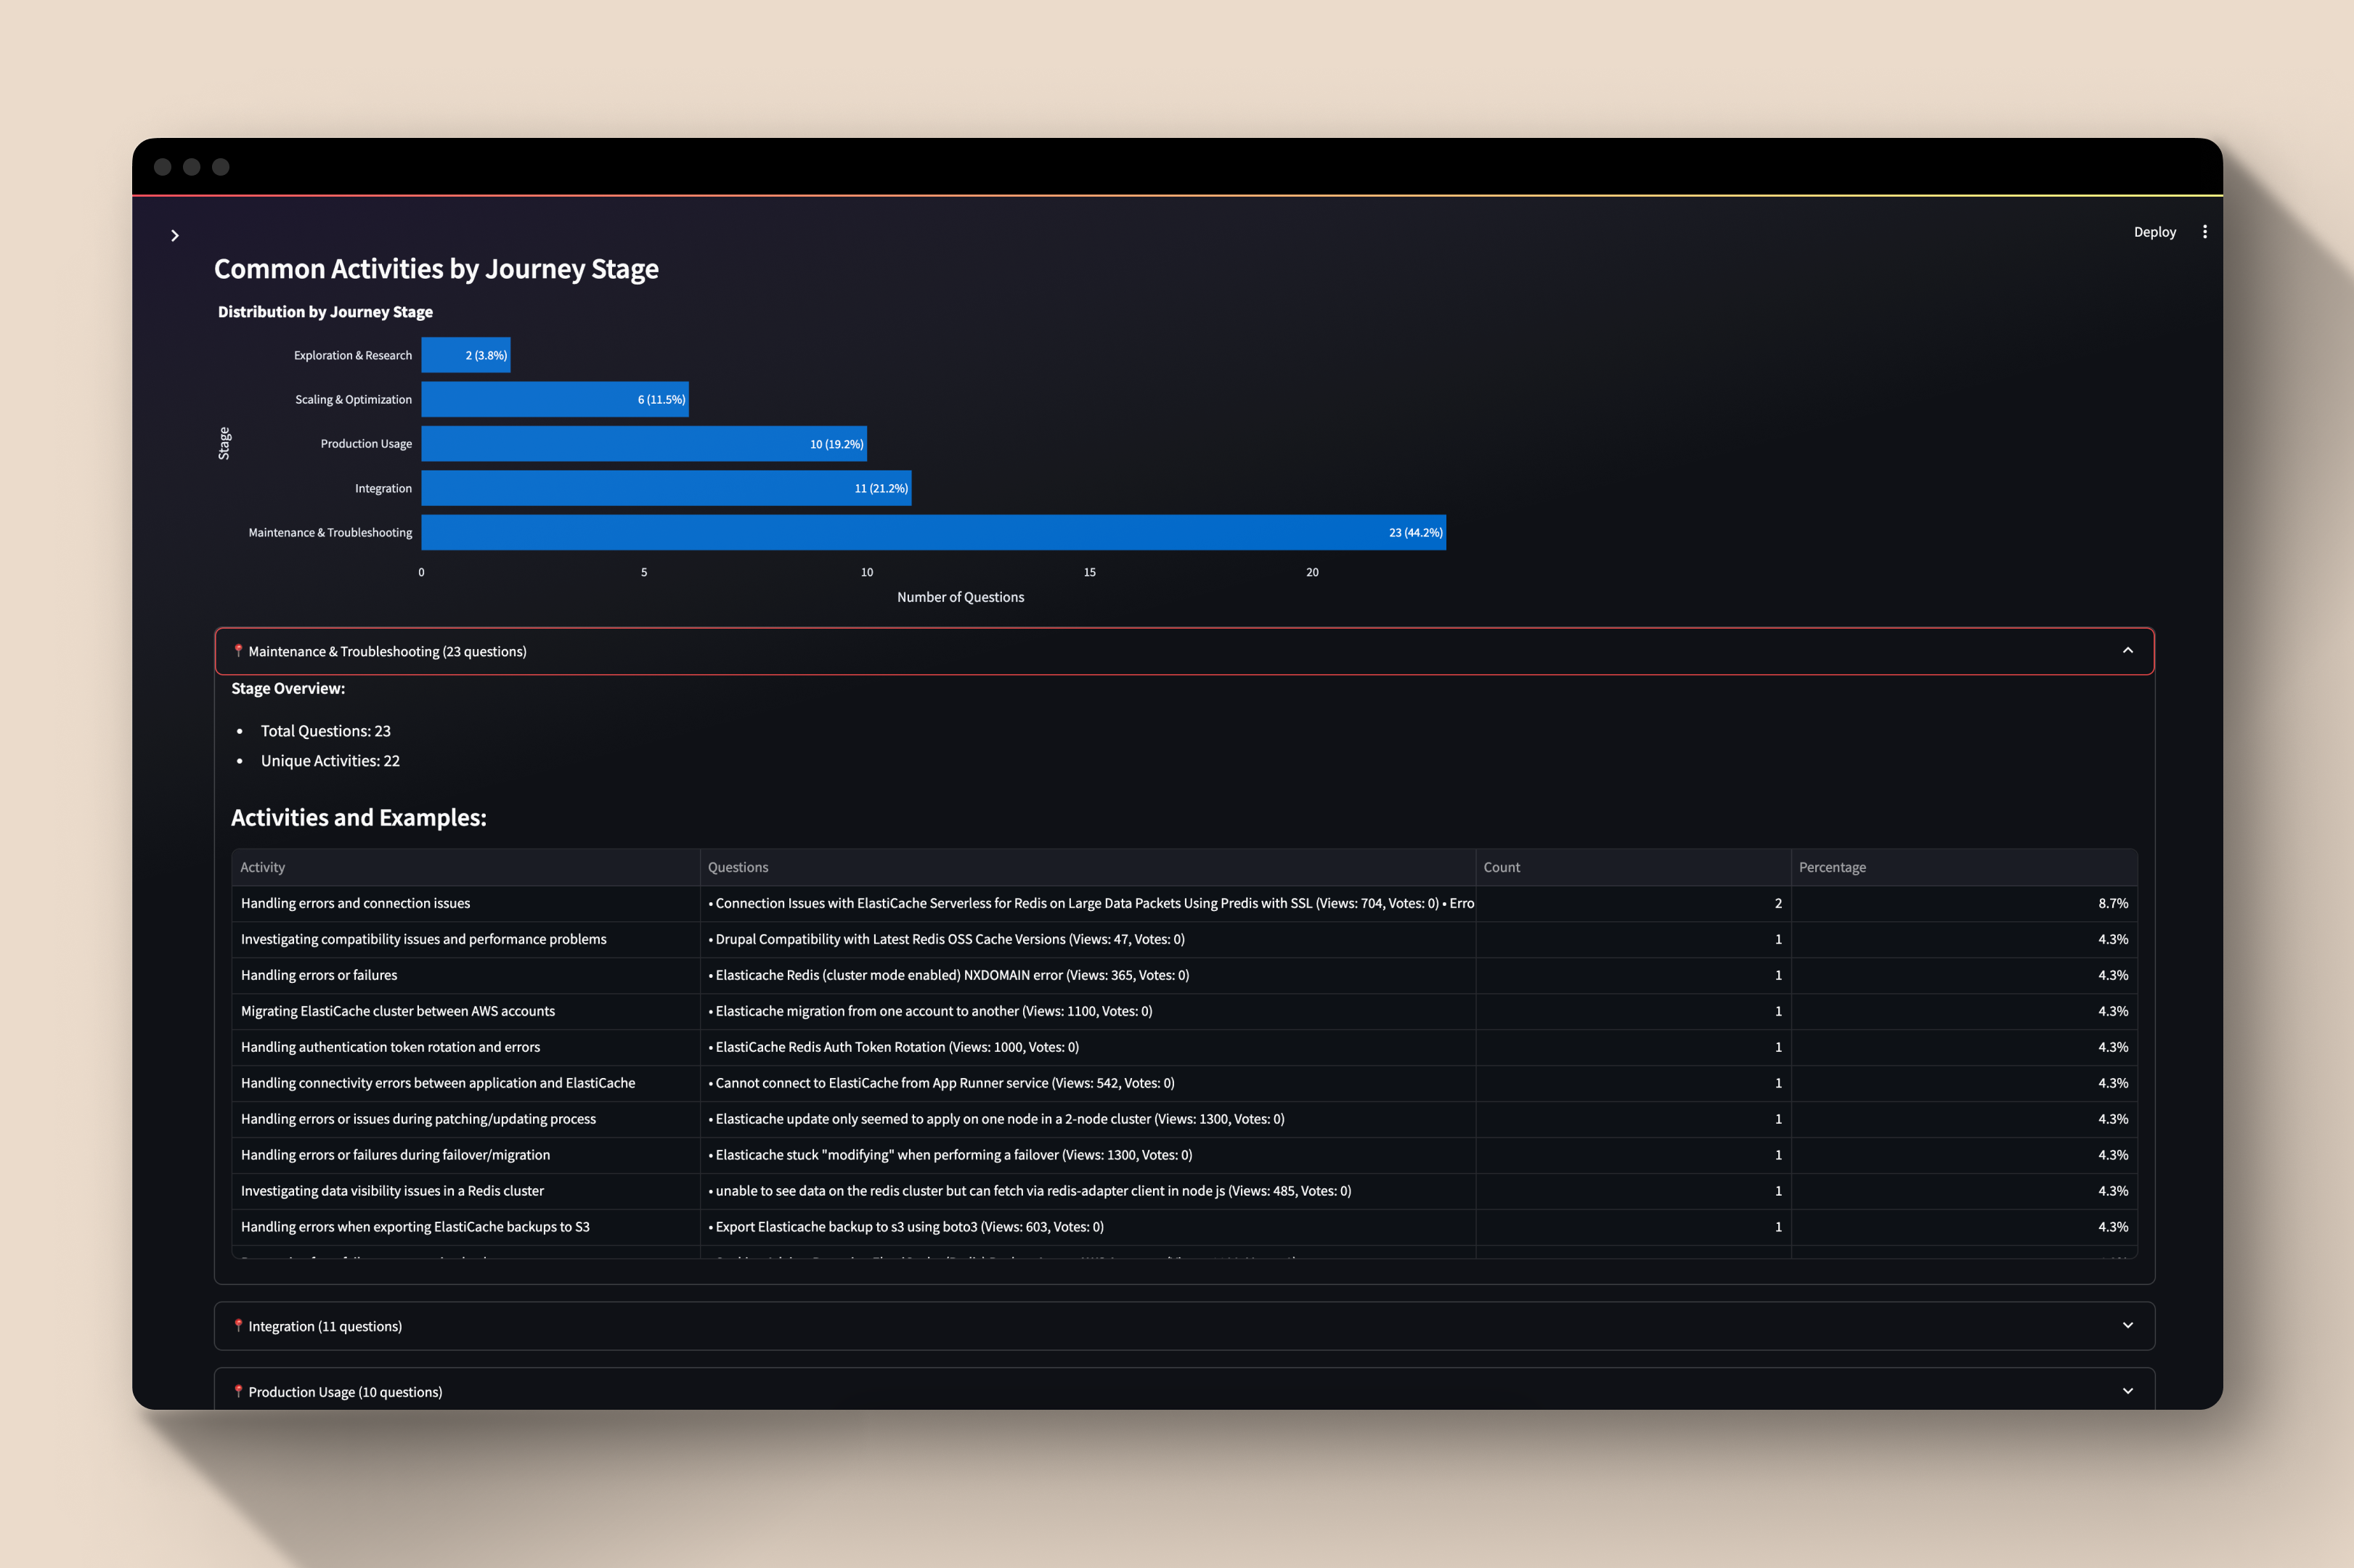 Deploy
Common Activities by Journey Stage
Distribution by Journey Stage
Stage
Exploration & Research 2 (3.8%)
Scaling & Optimization 6 (11.5%)
Production Usage 10 (19.2%)
Integration 11 (21.2%)
Maintenance & Troubleshooting 23 (44.2%)
0 5 10 15 20
Number of Questions
Maintenance & Troubleshooting (23 questions)
Stage Overview:
• Total Questions: 23
• Unique Activities: 22
Activities and Examples:
Activity Questions Count Percentage
Handling errors and connection issues • Connection Issues with ElastiCache Serverless for Redis on Large Data Packets Using Predis with SSL (Views: 704, Votes: 0) • Erro 2 8.7%
Investigating compatibility issues and performance problems • Drupal Compatibility with Latest Redis OSS Cache Versions (Views: 47, Votes: 0) 1 4.3%
Handling errors or failures • Elasticache Redis (cluster mode enabled) NXDOMAIN error (Views: 365, Votes: 0) 1 4.3%
Migrating ElastiCache cluster between AWS accounts • Elasticache migration from one account to another (Views: 1100, Votes: 0) 1 4.3%
Handling authentication token rotation and errors • ElastiCache Redis Auth Token Rotation (Views: 1000, Votes: 0) 1 4.3%
Handling connectivity errors between application and ElastiCache • Cannot connect to ElastiCache from App Runner service (Views: 542, Votes: 0) 1 4.3%
Handling errors or issues during patching/updating process • Elasticache update only seemed to apply on one node in a 2-node cluster (Views: 1300, Votes: 0) 1 4.3%
Handling errors or failures during failover/migration • Elasticache stuck "modifying" when performing a failover (Views: 1300, Votes: 0) 1 4.3%
Investigating data visibility issues in a Redis cluster • unable to see data on the redis cluster but can fetch via redis-adapter client in node js (Views: 485, Votes: 0) 1 4.3%
Handling errors when exporting ElastiCache backups to S3 • Export Elasticache backup to s3 using boto3 (Views: 603, Votes: 0) 1 4.3%
Integration (11 questions)
Production Usage (10 questions)